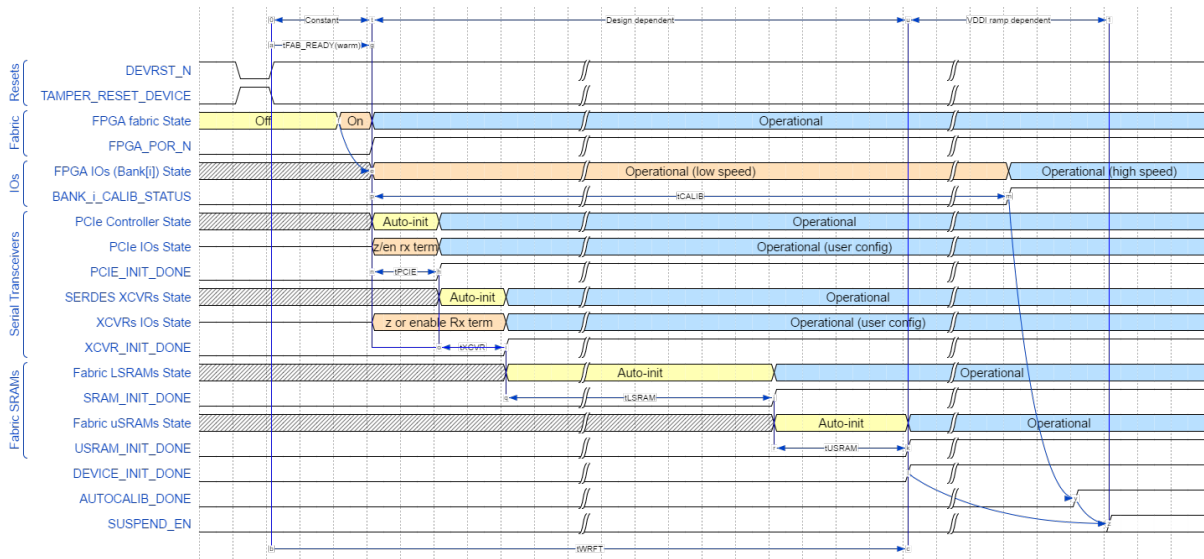 Constant
Design dependent
VDDI ramp dependent
tFAB_READY(warm)
Resets
DEVRST_N
TAMPER_RESET_DEVICE
Fabric
FPGA fabric State
Off
On
Operational
FPGA_POR_N
IOs
FPGA IOs (Bank[i]) State
Operational (low speed)
Operational (high speed)
BANK_i_CALIB_STATUS
tCALIB
Serial Transceivers
PCIe Controller State
Auto-init
Operational
PCIe IOs State
z/en rx term
Operational (user config)
PCIE_INIT_DONE
tPCIE
SERDES XCVRs State
Auto-init
Operational
XCVRs IOs State
z or enable Rx term
Operational (user config)
XCVR_INIT_DONE
tXCVR
Fabric SRAMs
Fabric LSRAMs State
Auto-init
Operational
SRAM_INIT_DONE
tLSRAM
Fabric uSRAMs State
Auto-init
Operational
USRAM_INIT_DONE
tUSRAM
DEVICE_INIT_DONE
AUTOCALIB_DONE
SUSPEND_EN
tWRFT